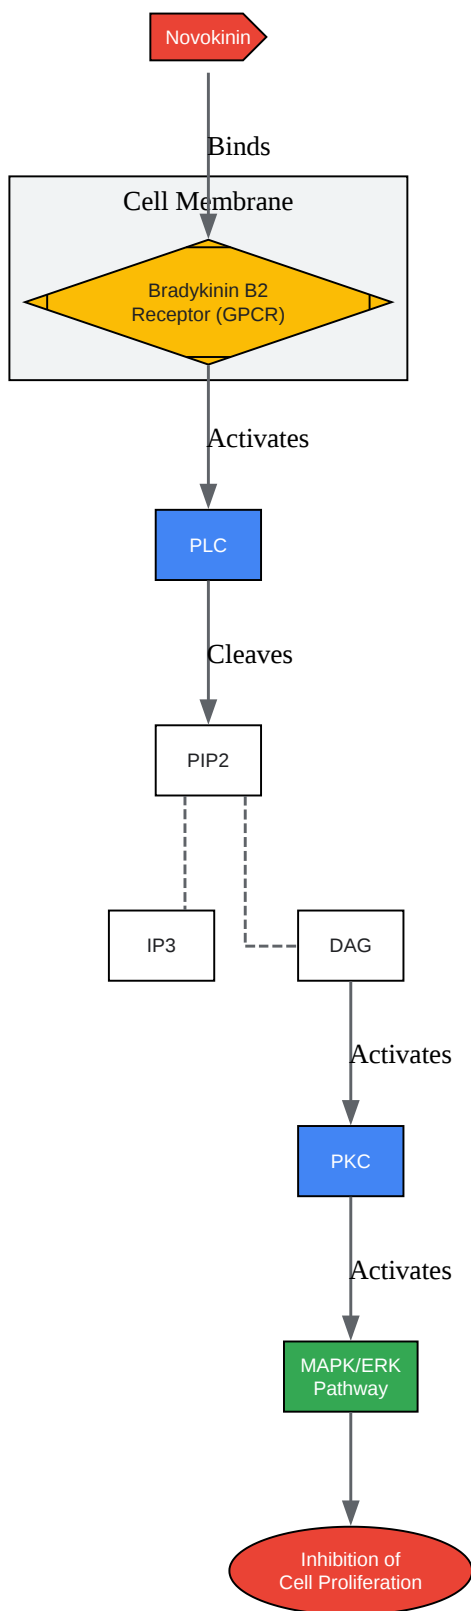 Novokinin
Binds
Cell Membrane
Bradykinin B2
Receptor (GPCR)
Activates
PLC
Cleaves
PIP2
IP3
DAG
Activates
PKC
Activates
MAPK/ERK
Pathway
Inhibition of
Cell Proliferation